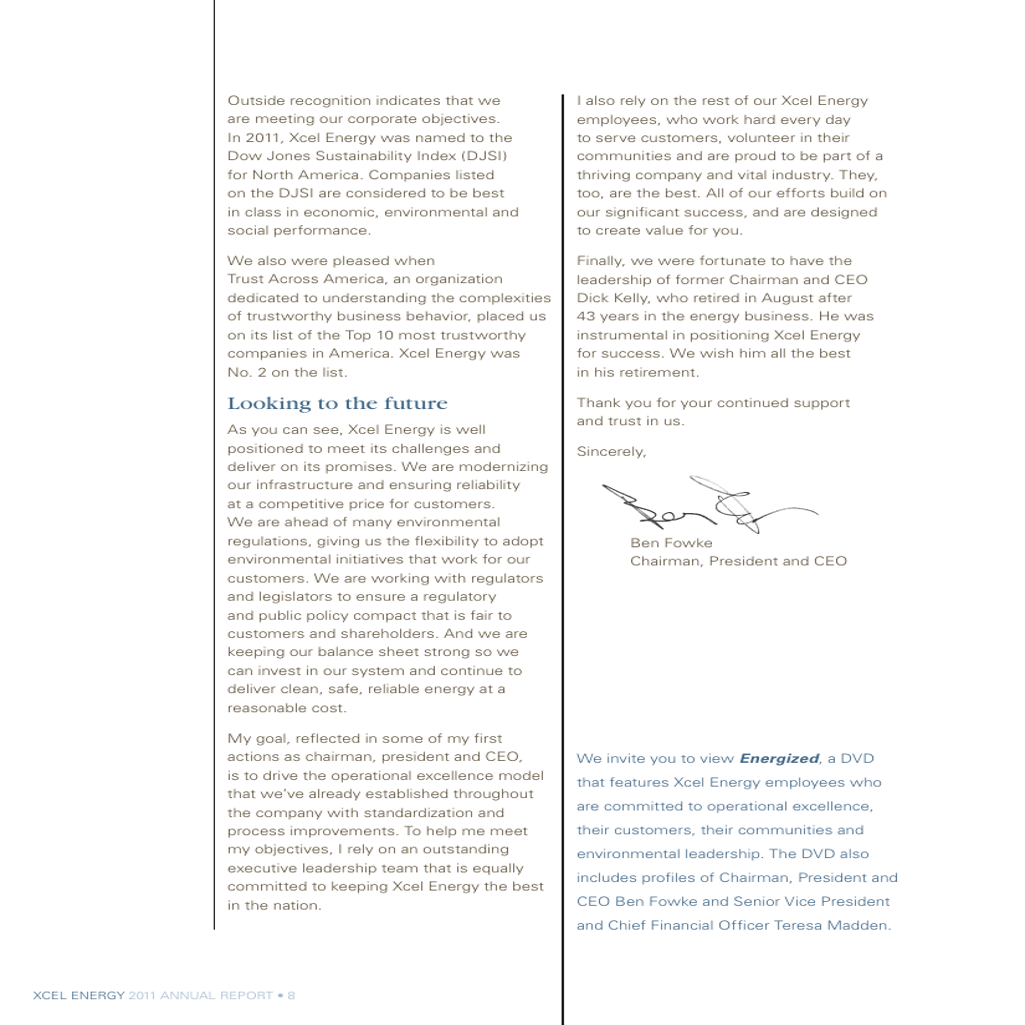 Outside recognition indicates that we
are meeting our corporate objectives.
In 2011, Xcel Energy was named to the
Dow Jones Sustainability Index (DJSI)
for North America. Companies listed
on the DJSI are considered to be best
in class in economic, environmental and
social performance.
We also were pleased when
Trust Across America, an organization
dedicated to understanding the complexities
of trustworthy business behavior, placed us
on its list of the Top 10 most trustworthy
companies in America. Xcel Energy was
No. 2 on the list.
Looking to the future
As you can see, Xcel Energy is well
positioned to meet its challenges and
deliver on its promises. We are modernizing
our infrastructure and ensuring reliability
at a competitive price for customers.
We are ahead of many environmental
regulations, giving us the flexibility to adopt
environmental initiatives that work for our
customers. We are working with regulators
and legislators to ensure a regulatory
and public policy compact that is fair to
customers and shareholders. And we are
keeping our balance sheet strong so we
can invest in our system and continue to
deliver clean, safe, reliable energy at a
reasonable cost.
My goal, reflected in some of my first
actions as chairman, president and CEO,
is to drive the operational excellence model
that we've already established throughout
the company with standardization and
process improvements. To help me meet
my objectives, I rely on an outstanding
executive leadership team that is equally
committed to keeping Xcel Energy the best
in the nation.
I also rely on the rest of our Xcel Energy
employees, who work hard every day
to serve customers, volunteer in their
communities and are proud to be part of a
thriving company and vital industry. They,
too, are the best. All of our efforts build on
our significant success, and are designed
to create value for you.
Finally, we were fortunate to have the
leadership of former Chairman and CEO
Dick Kelly, who retired in August after
43 years in the energy business. He was
instrumental in positioning Xcel Energy
for success. We wish him all the best
in his retirement.
Thank you for your continued support
and trust in us.
Sincerely,
Ben Fowke
Chairman, President and CEO
We invite you to view Energized, a DVD
that features Xcel Energy employees who
are committed to operational excellence,
their customers, their communities and
environmental leadership. The DVD also
includes profiles of Chairman, President and
CEO Ben Fowke and Senior Vice President
and Chief Financial Officer Teresa Madden.
XCEL ENERGY 2011 ANNUAL REPORT • 8